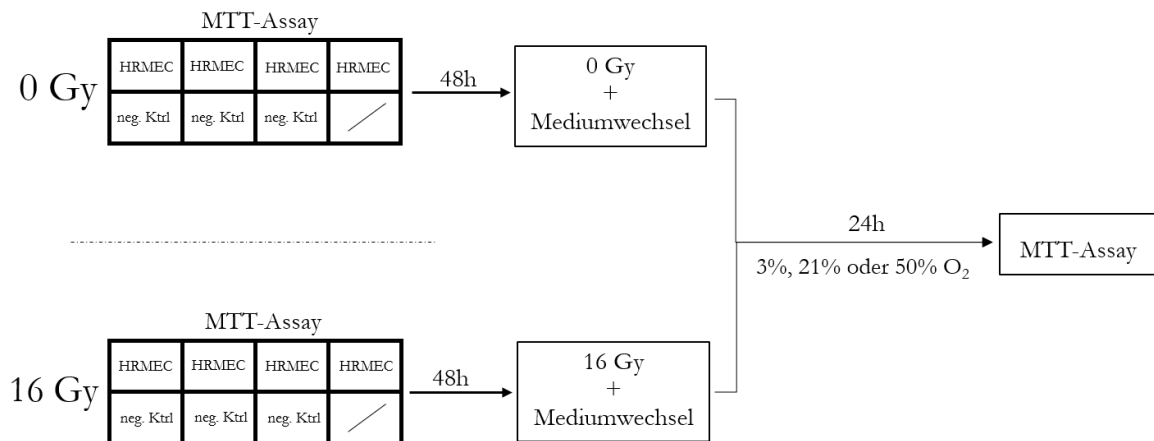 MTT-Assay
0 Gy
HRMEC HRMEC HRMEC HRMEC
neg. Ktrl neg. Ktrl neg. Ktrl
48h
0 Gy
+
Mediumwechsel
24h
3%, 21% oder 50% O₂
MTT-Assay
MTT-Assay
16 Gy
HRMEC HRMEC HRMEC HRMEC
neg. Ktrl neg. Ktrl neg. Ktrl
48h
16 Gy
+
Mediumwechsel